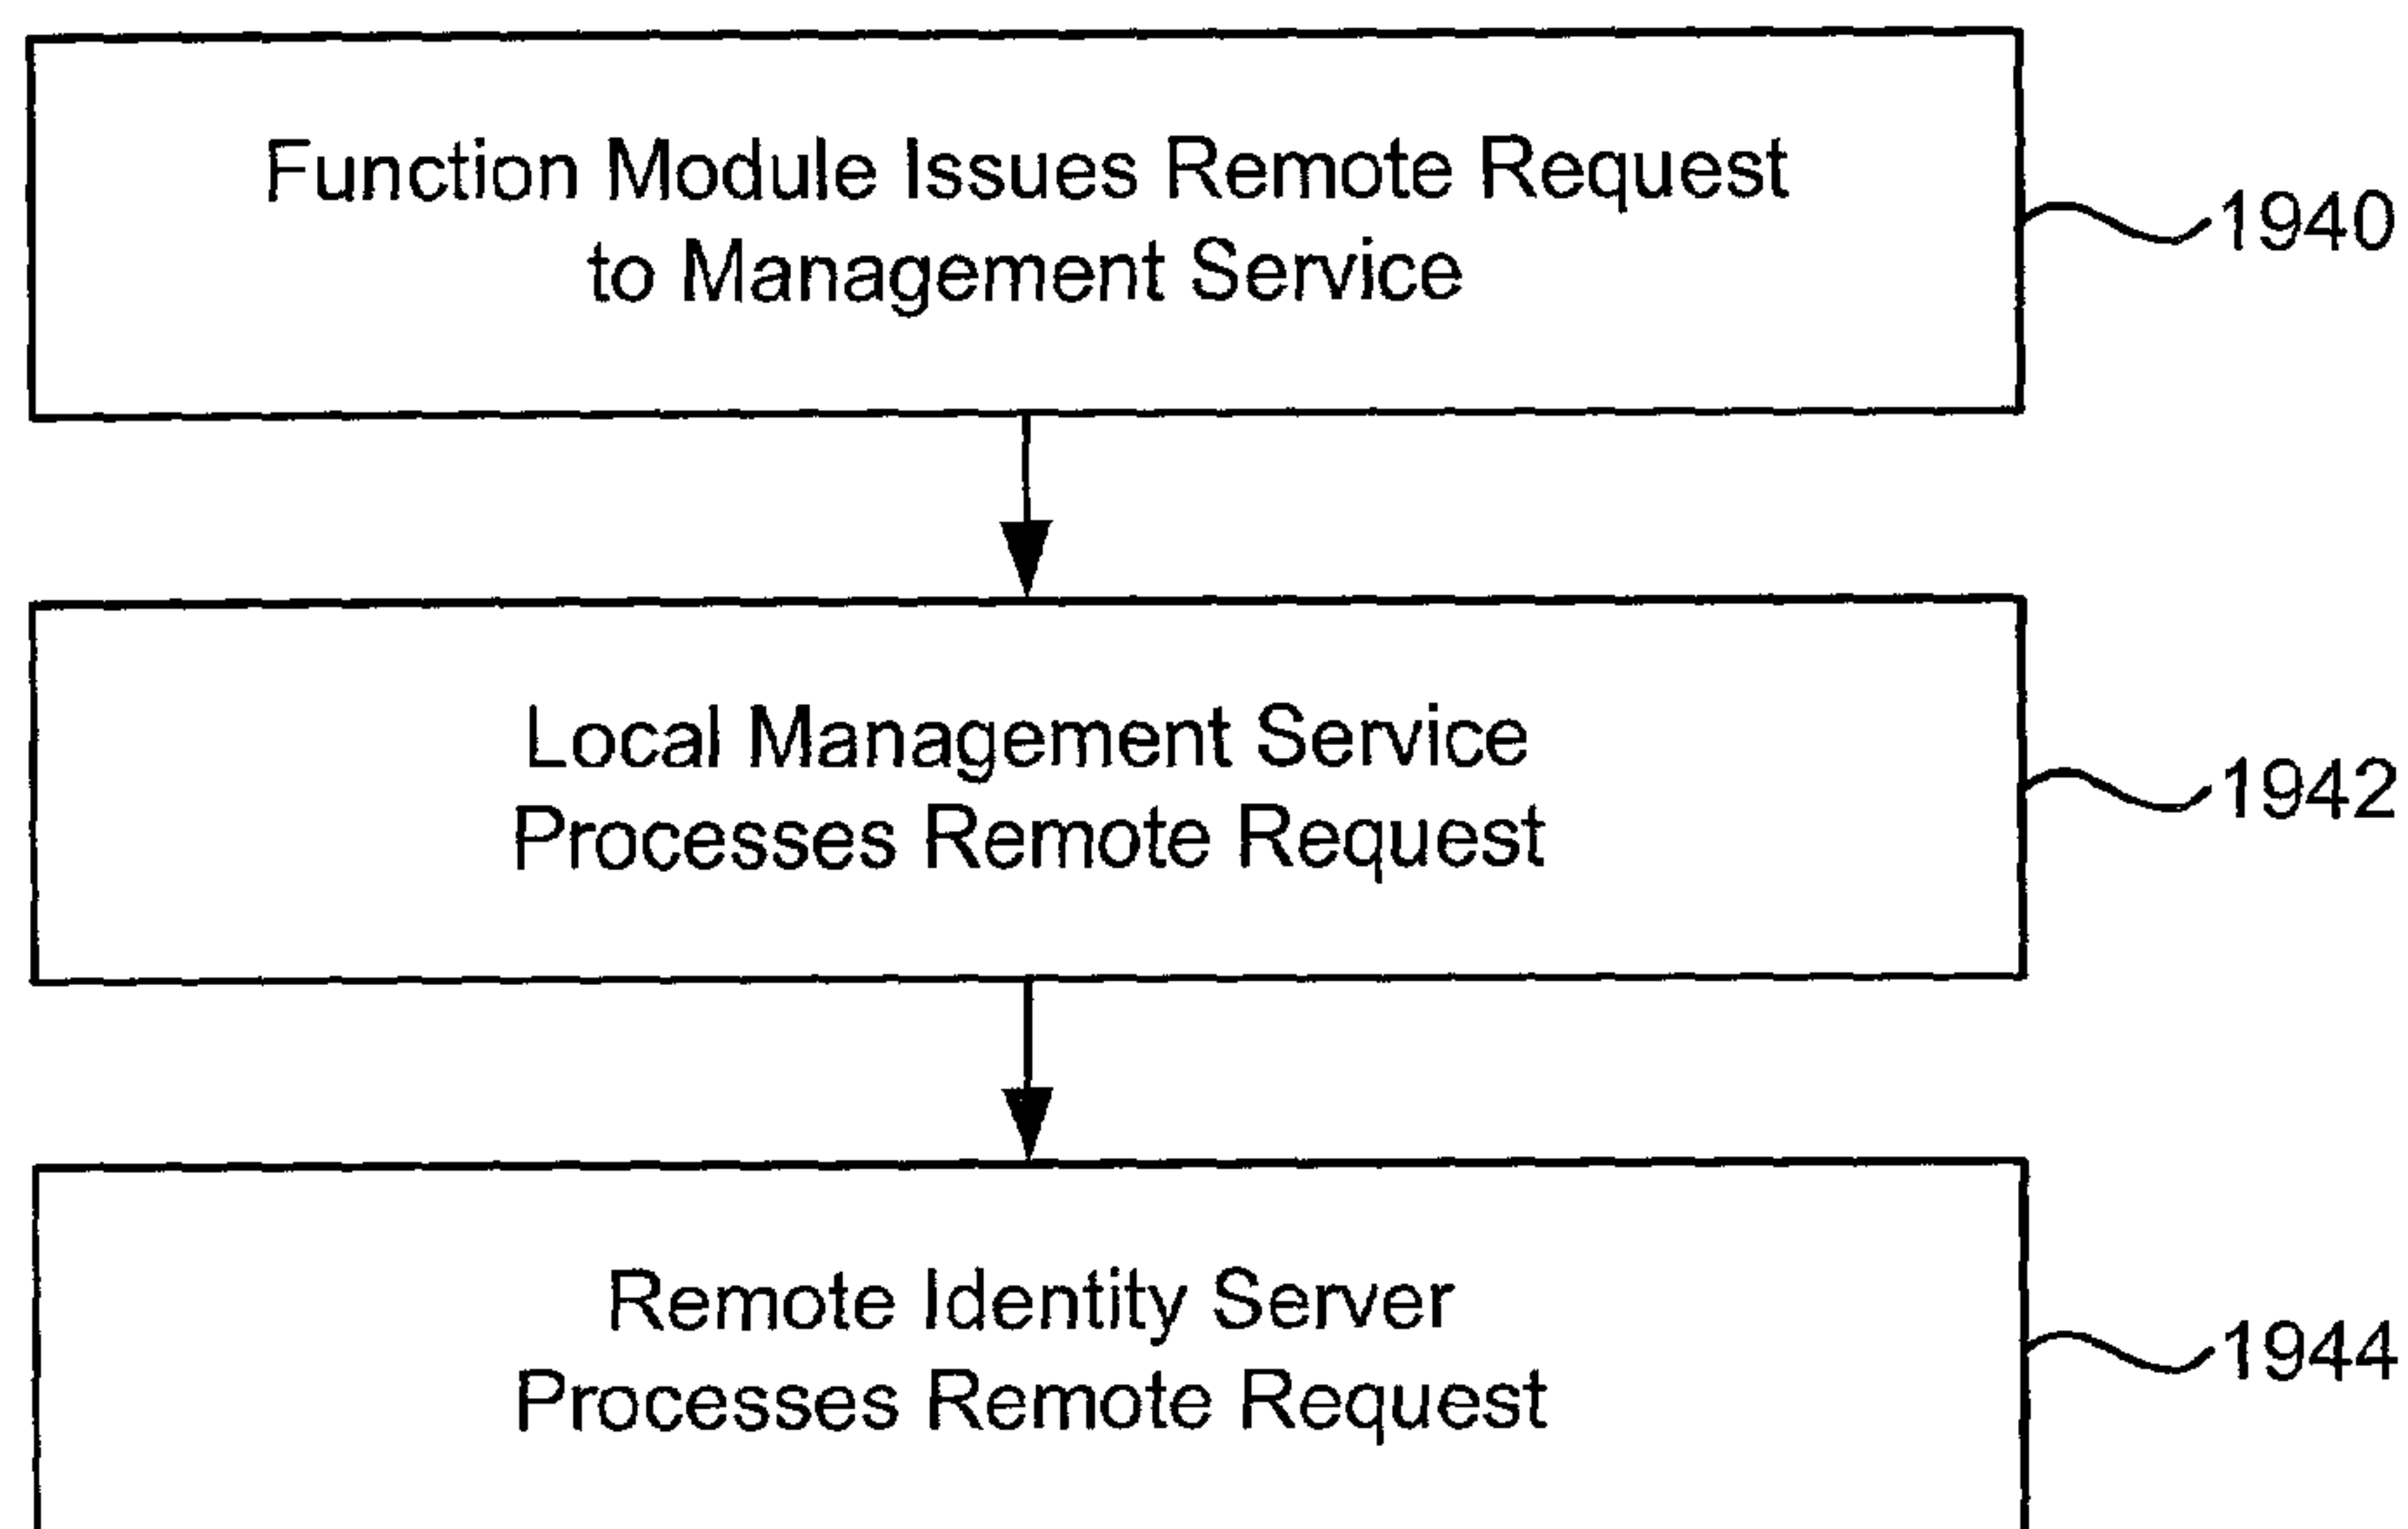 Function Module Issues Remote Request
to Management Service
1940
Local Management Service
Processes Remote Request
1942
Remote Identity Server
Processes Remote Request
1944